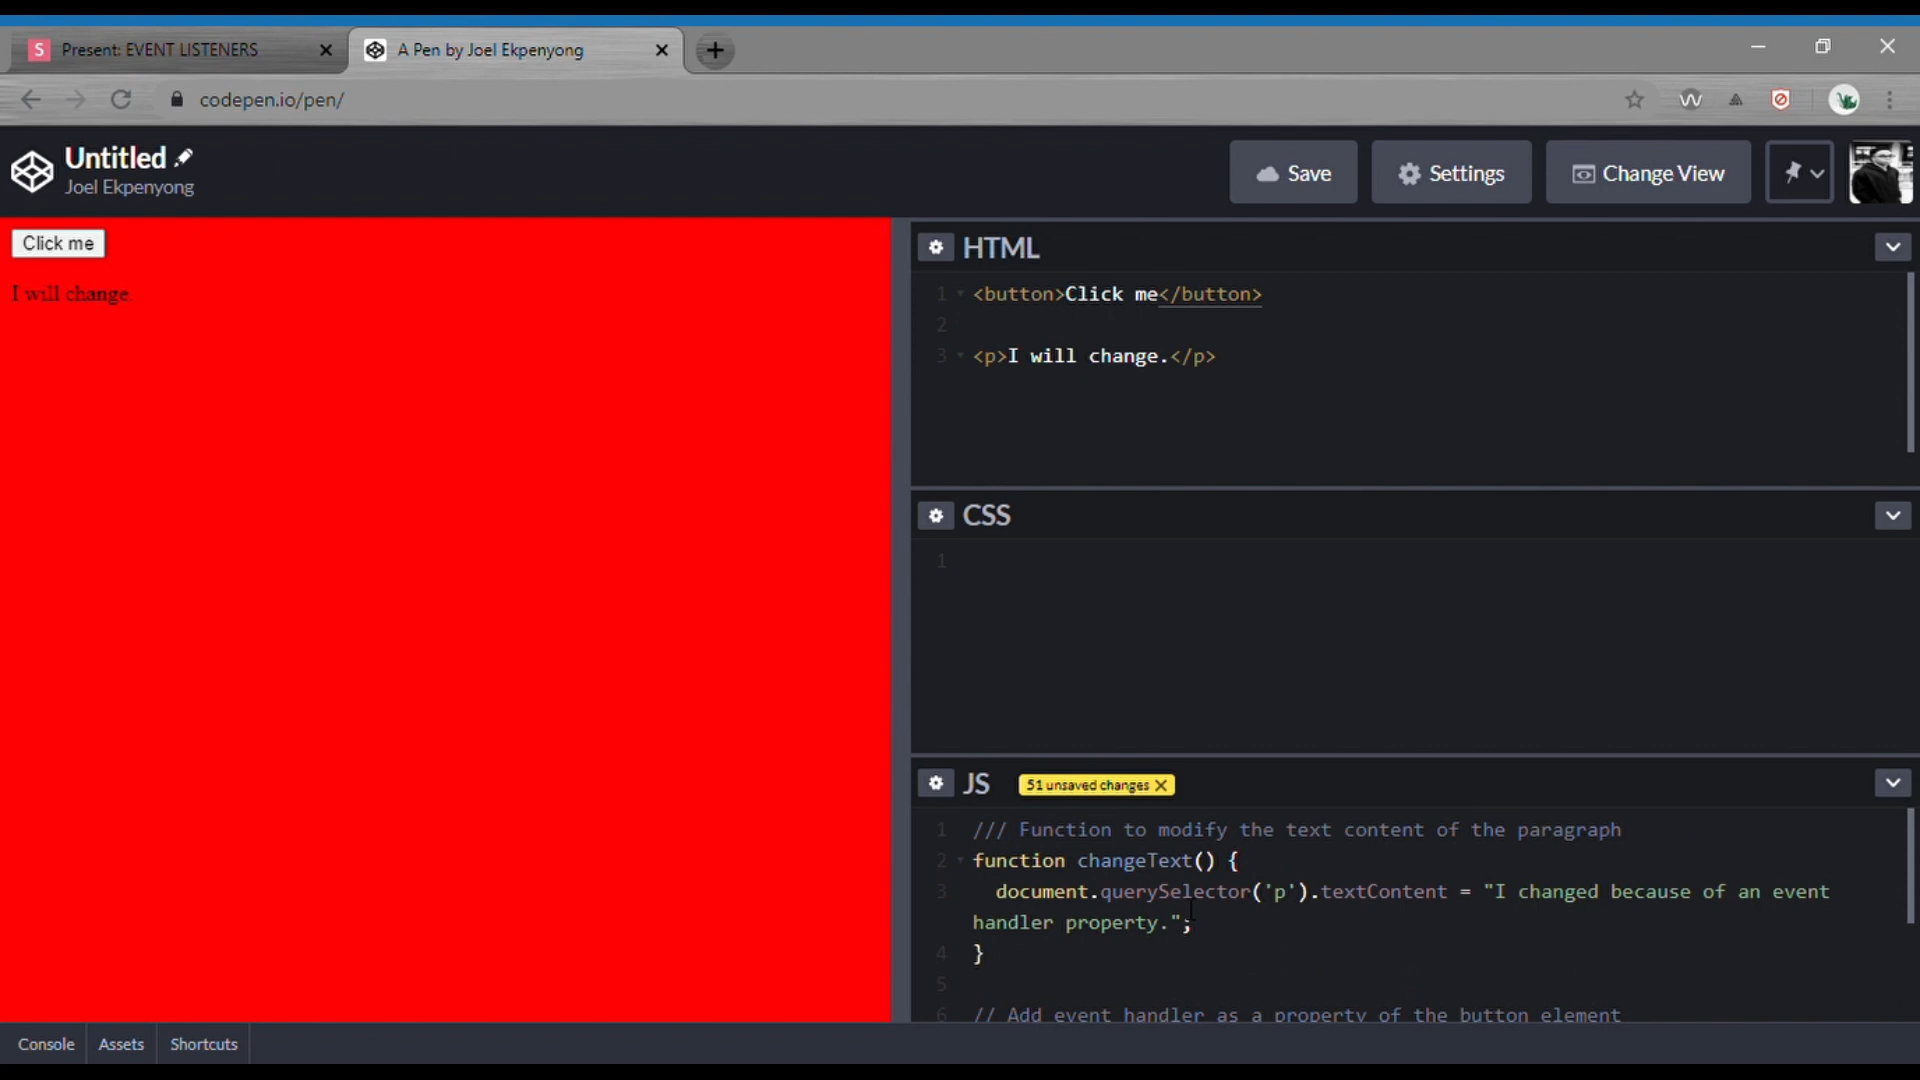 S Present: EVENT LISTENERS
A Pen by Joel Ekpenyong
codepen.io/pen/
Untitled
Joel Ekpenyong
Save
Settings
Change View
Click me
I will change.
HTML
1 <button>Click me</button>
2
3 <p>I will change.</p>
CSS
1
JS 51 unsaved changes
1 /// Function to modify the text content of the paragraph
2 function changeText() {
3 document.querySelector('p').textContent = "I changed because of an event
handler property.";
4 }
5
6 // Add event handler as a property of the button element
Console Assets Shortcuts